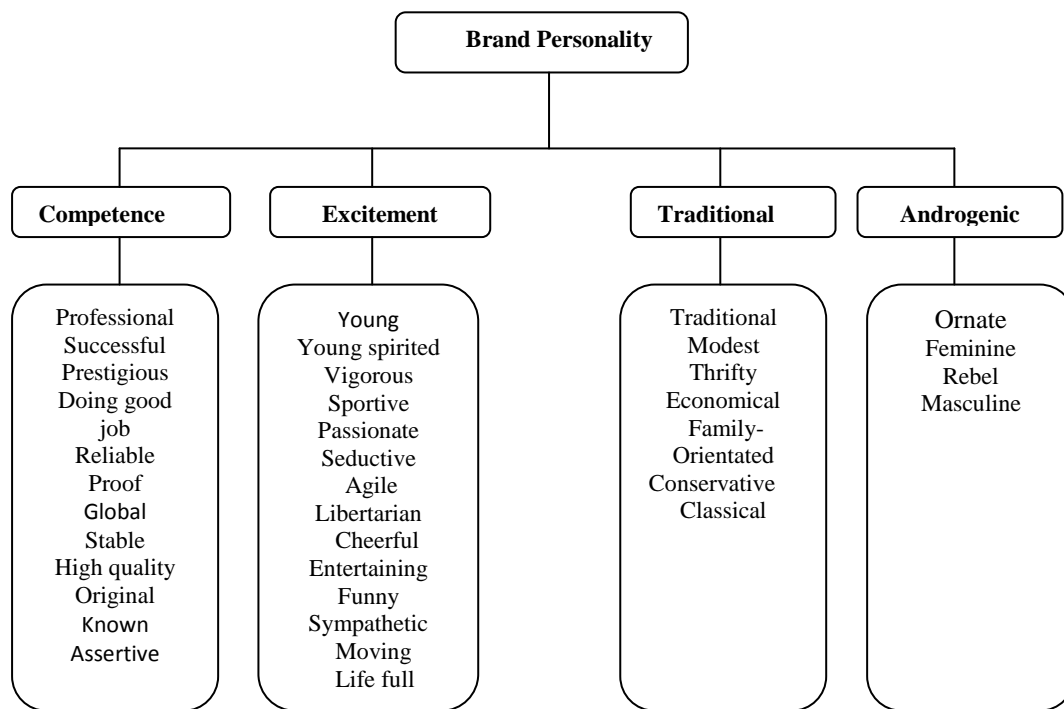 Brand Personality
Competence
Excitement
Traditional
Androgenic
Professional
Successful
Prestigious
Doing good
job
Reliable
Proof
Global
Stable
High quality
Original
Known
Assertive
Young
Young spirited
Vigorous
Sportive
Passionate
Seductive
Agile
Libertarian
Cheerful
Entertaining
Funny
Sympathetic
Moving
Life full
Traditional
Modest
Thrifty
Economical
Family-
Orientated
Conservative
Classical
Ornate
Feminine
Rebel
Masculine